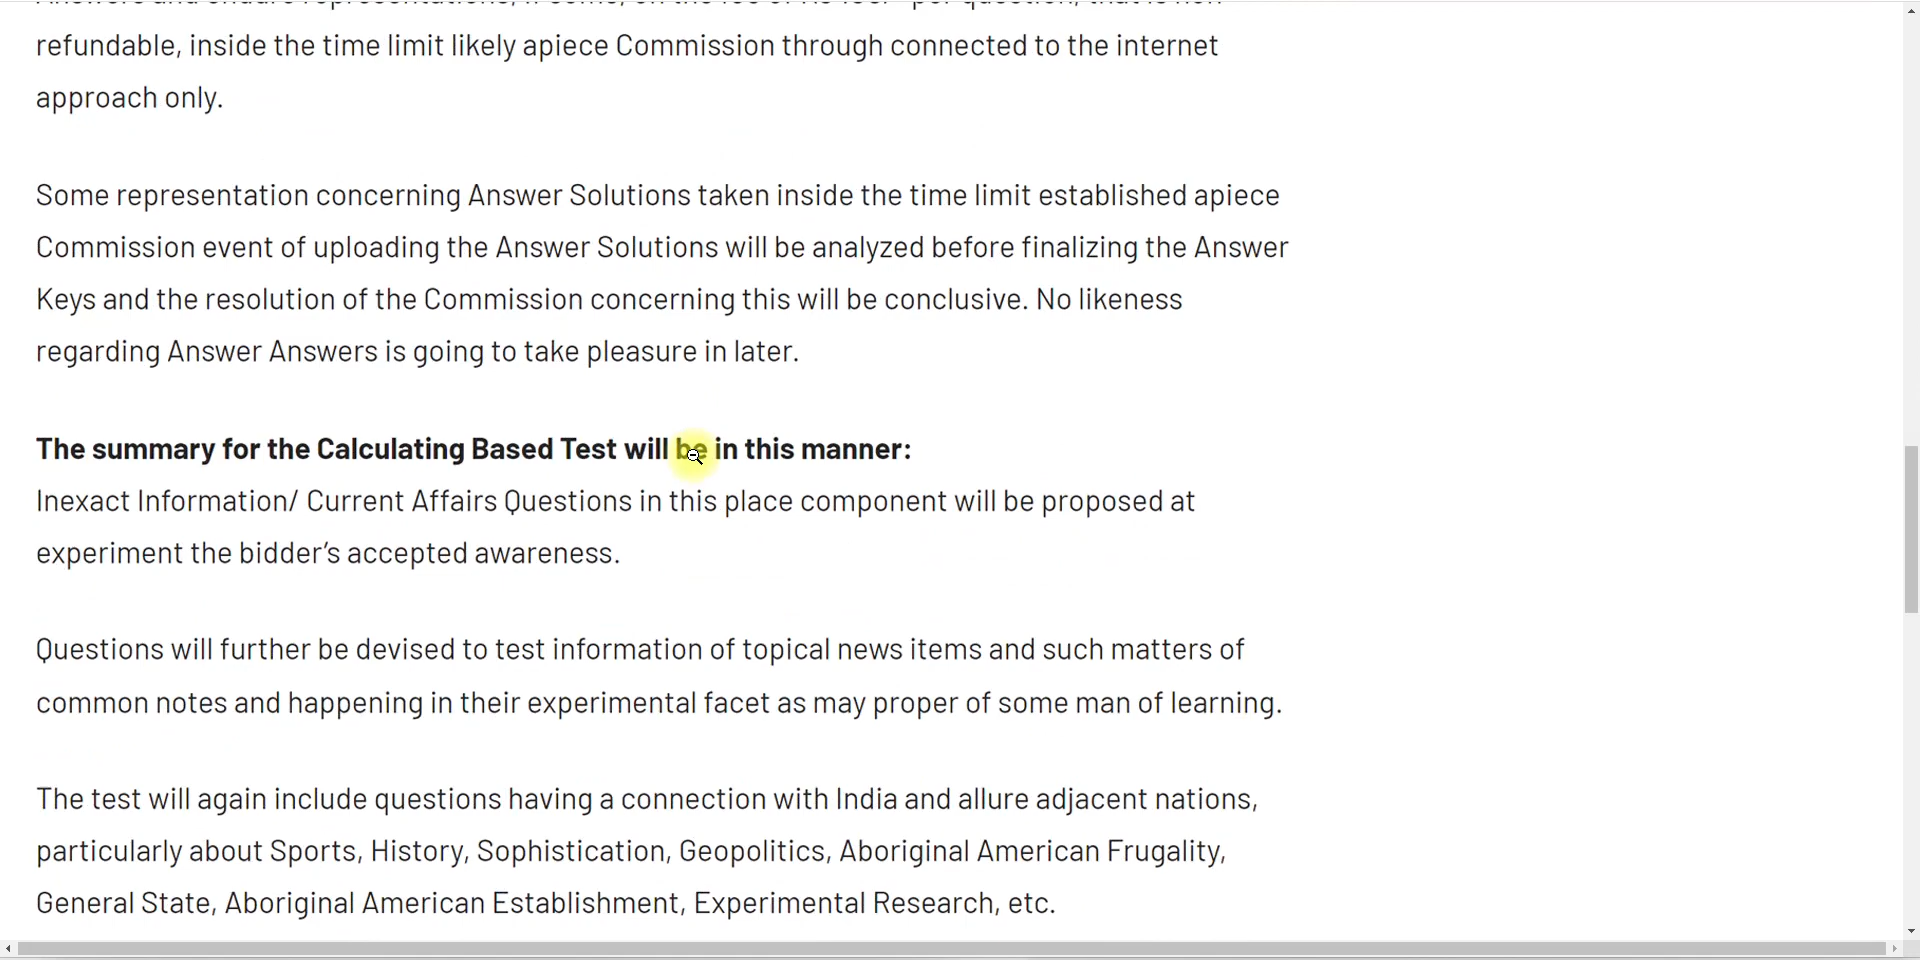 refundable, inside the time limit likely apiece Commission through connected to the internet
approach only.
Some representation concerning Answer Solutions taken inside the time limit established apiece
Commission event of uploading the Answer Solutions will be analyzed before finalizing the Answer
Keys and the resolution of the Commission concerning this will be conclusive. No likeness
regarding Answer Answers is going to take pleasure in later.
The summary for the Calculating Based Test will be in this manner:
Inexact Information/ Current Affairs Questions in this place component will be proposed at
experiment the bidder’s accepted awareness.
Questions will further be devised to test information of topical news items and such matters of
common notes and happening in their experimental facet as may proper of some man of learning.
The test will again include questions having a connection with India and allure adjacent nations,
particularly about Sports, History, Sophistication, Geopolitics, Aboriginal American Frugality,
General State, Aboriginal American Establishment, Experimental Research, etc.